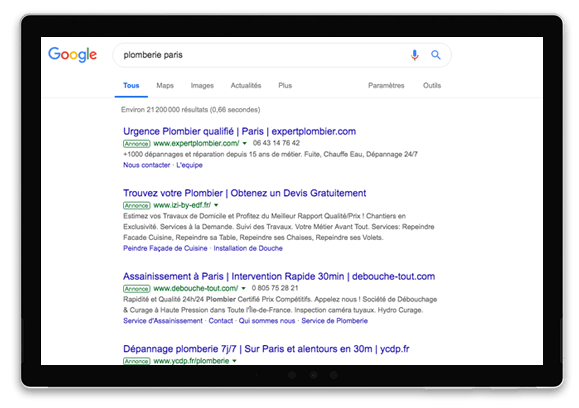 Google
plomberie paris
Tous Maps Images Actualités Plus Paramètres Outils
Environ 21 200 000 résultats (0,66 secondes)
Urgence Plombier qualifié | Paris | expertplombier.com
Annonce www.expertplombier.com/ 06 43 14 76 42
+1000 dépannages et réparation depuis 15 ans de métier. Fuite, Chauffe Eau, Dépannage 24/7
Nous contacter · L'equipe
Trouvez votre Plombier | Obtenez un Devis Gratuitement
Annonce www.izi-by-edf.fr/
Estimez vos Travaux de Domicile et Profitez du Meilleur Rapport Qualité/Prix ! Chantiers en
Exclusivité. Services à la Demande. Suivi des Travaux. Votre Métier Avant Tout. Services: Repeindre
Facade Cuisine, Repeindre sa Table, Repeindre ses Chaises, Repeindre ses Volets.
Peindre Façade de Cuisine · Installation de Douche
Assainissement à Paris | Intervention Rapide 30min | debouche-tout.com
Annonce www.debouche-tout.com/ 0 805 75 28 21
Rapidité et Qualité 24h/24 Plombier Certifié Prix Compétitifs. Appelez nous ! Société de Débouchage
& Curage à Haute Pression dans Toute l'Île-de-France. Inspection caméra tuyaux. Hydro Curage.
Service d'Assainissement · Contact · Qui sommes nous · Service de Plomberie
Dépannage plomberie 7j/7 | Sur Paris et alentours en 30m | ycdp.fr
Annonce www.ycdp.fr/plomberie